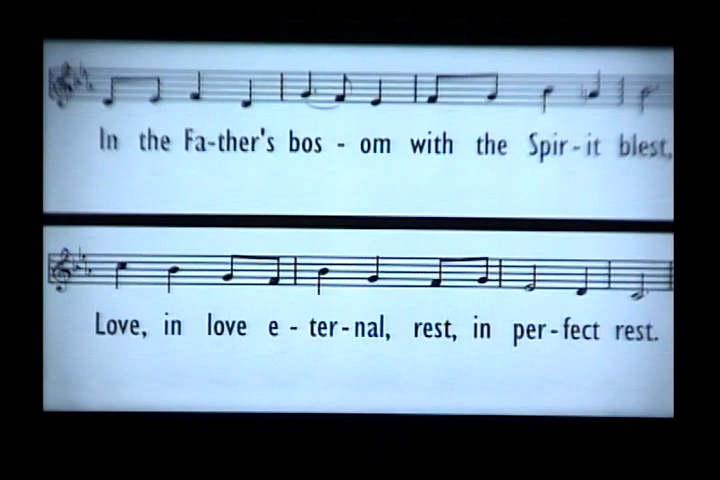 In the Fa-ther's bos - om with the Spir-it blest,
Love, in love e - ter-nal, rest, in per-fect rest.